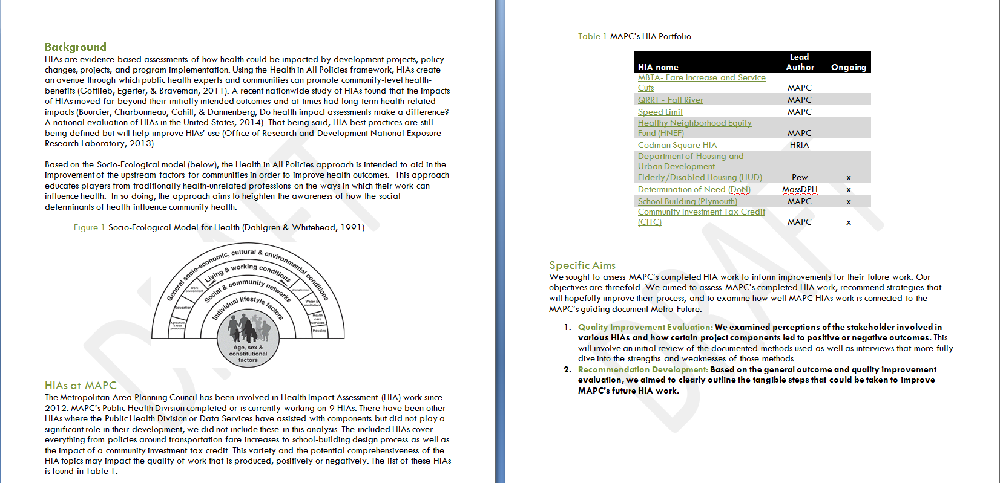 Background
HIAs are evidence-based assessments of how health could be impacted by development projects, policy
changes, projects, and program implementation. Using the Health in All Policies framework, HIAs create
an avenue through which public health experts and communities can promote community-level health-
benefits (Gottlieb, Egerter, & Braveman, 2011). A recent nationwide study of HIAs found that the impacts
of HIAs moved far beyond their initially intended outcomes and at times had long-term health-related
impacts (Bourcier, Charbonneau, Cahill, & Dannenberg, Do health impact assessments make a difference?
A national evaluation of HIAs in the United States, 2014). That being said, HIA best practices are still
being defined but will help improve HIAs' use (Office of Research and Development National Exposure
Research Laboratory, 2013).
Based on the Socio-Ecological model (below), the Health in All Policies approach is intended to aid in the
improvement of the upstream factors for communities in order to improve health outcomes. This approach
educates players from traditionally health-unrelated professions on the ways in which their work can
influence health. In so doing, the approach aims to heighten the awareness of how the social
determinants of health influence community health.
Figure 1 Socio-Ecological Model for Health (Dahlgren & Whitehead, 1991)
General socio-economic, cultural & environmental conditions
Living & working conditions
Social & community networks
Individual lifestyle factors
Work environment
Unemployment
Education
Water & sanitation
Agriculture & food production
Health care services
Housing
Age, sex &
constitutional
factors
HIAs at MAPC
The Metropolitan Area Planning Council has been involved in Health Impact Assessment (HIA) work since
2012. MAPC's Public Health Division completed or is currently working on 9 HIAs. There have been other
HIAs where the Public Health Division or Data Services have assisted with components but did not play a
significant role in their development; we did not include these in this analysis. The included HIAs cover
everything from policies around transportation fare increases to school-building design process as well as
the impact of a community investment tax credit. This variety and the potential comprehensiveness of the
HIA topics may impact the quality of work that is produced, positively or negatively. The list of these HIAs
is found in Table 1.
DRAFT
Table 1 MAPC's HIA Portfolio
HIA name Lead Author Ongoing
MBTA- Fare Increase and Service
Cuts MAPC
QRRT - Fall River MAPC
Speed Limit MAPC
Healthy Neighborhood Equity
Fund (HNEF) MAPC
Codman Square HIA HRIA
Department of Housing and
Urban Development -
Elderly/Disabled Housing (HUD) Pew x
Determination of Need (DoN) MassDPH x
School Building (Plymouth) MAPC x
Community Investment Tax Credit
(CITC) MAPC x
Specific Aims
We sought to assess MAPC's completed HIA work to inform improvements for their future work. Our
objectives are threefold. We aimed to assess MAPC's completed HIA work, recommend strategies that
will hopefully improve their process, and to examine how well MAPC HIAs work is connected to the
MAPC's guiding document Metro Future.
1. Quality Improvement Evaluation: We examined perceptions of the stakeholder involved in
various HIAs and how certain project components led to positive or negative outcomes. This
will involve an initial review of the documented methods used as well as interviews that more fully
dive into the strengths and weaknesses of those methods.
2. Recommendation Development: Based on the general outcome and quality improvement
evaluation, we aimed to clearly outline the tangible steps that could be taken to improve
MAPC's future HIA work.
DRAFT